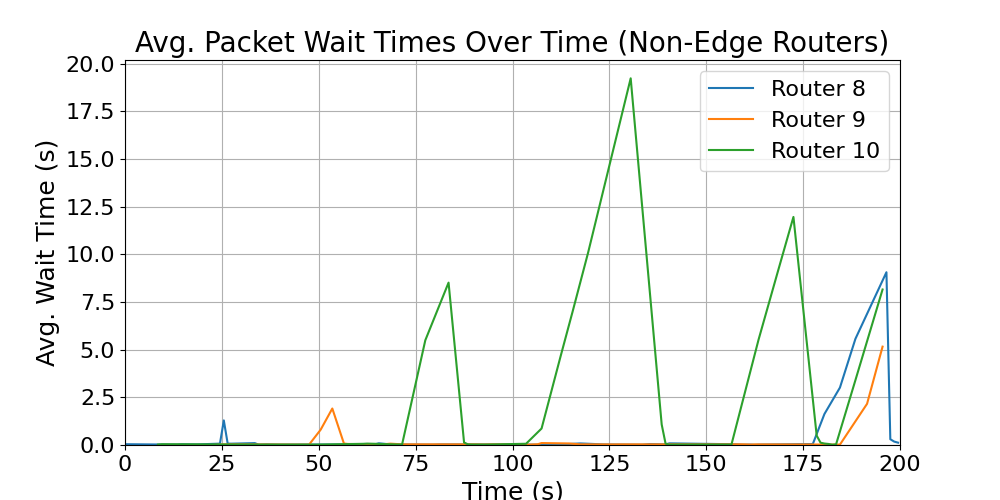 Avg. Packet Wait Times Over Time (Non-Edge Routers)
Avg. Wait Time (s)
20.0
17.5
15.0
12.5
10.0
7.5
5.0
2.5
0.0
Router 8
Router 9
Router 10
0 25 50 75 100 125 150 175 200
Time (s)